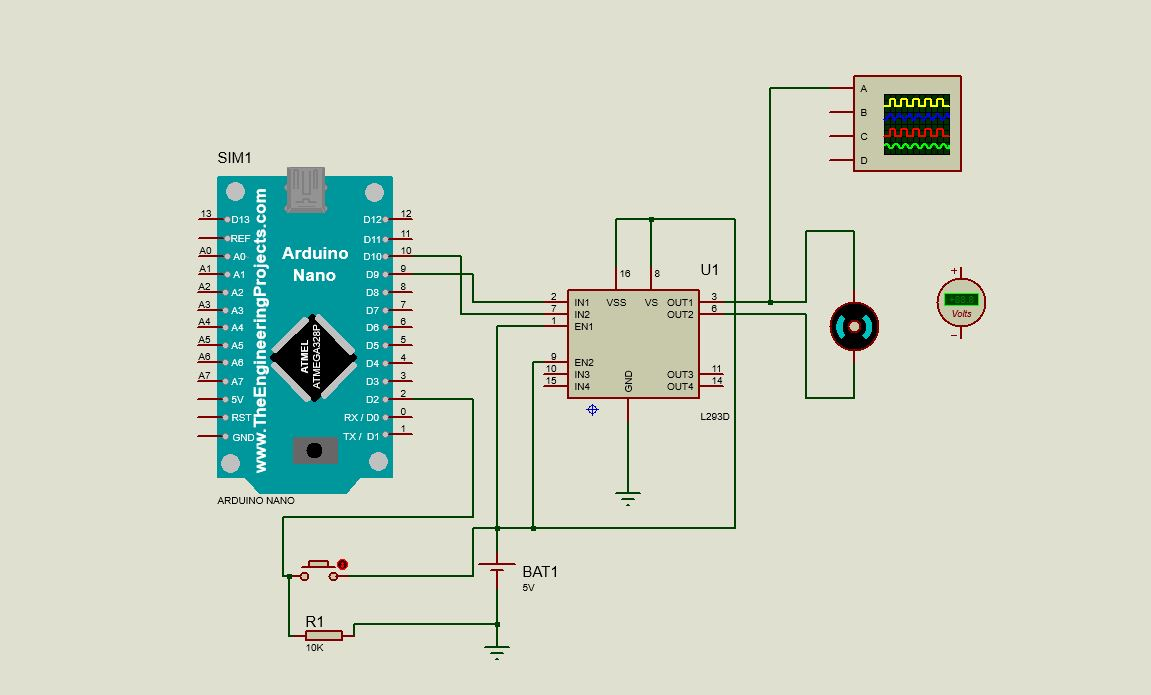 SIM1
13
D13
REF
A0
A0
A1
A1
A2
A2
A3
A3
A4
A4
A5
A5
A6
A6
A7
A7
5V
RST
GND
www.TheEngineeringProjects.com
Arduino
Nano
ATMEL
ATMEGA328P
D12
12
D11
11
D10
10
D9
9
D8
8
D7
7
D6
6
D5
5
D4
4
D3
3
D2
2
RX / D0
0
TX / D1
1
ARDUINO NANO
U1
16
8
VSS
VS
2
IN1
7
IN2
1
EN1
9
EN2
10
IN3
15
IN4
GND
OUT1
3
OUT2
6
OUT3
11
OUT4
14
L293D
A
B
C
D
+
Volts
–
BAT1
5V
R1
10K